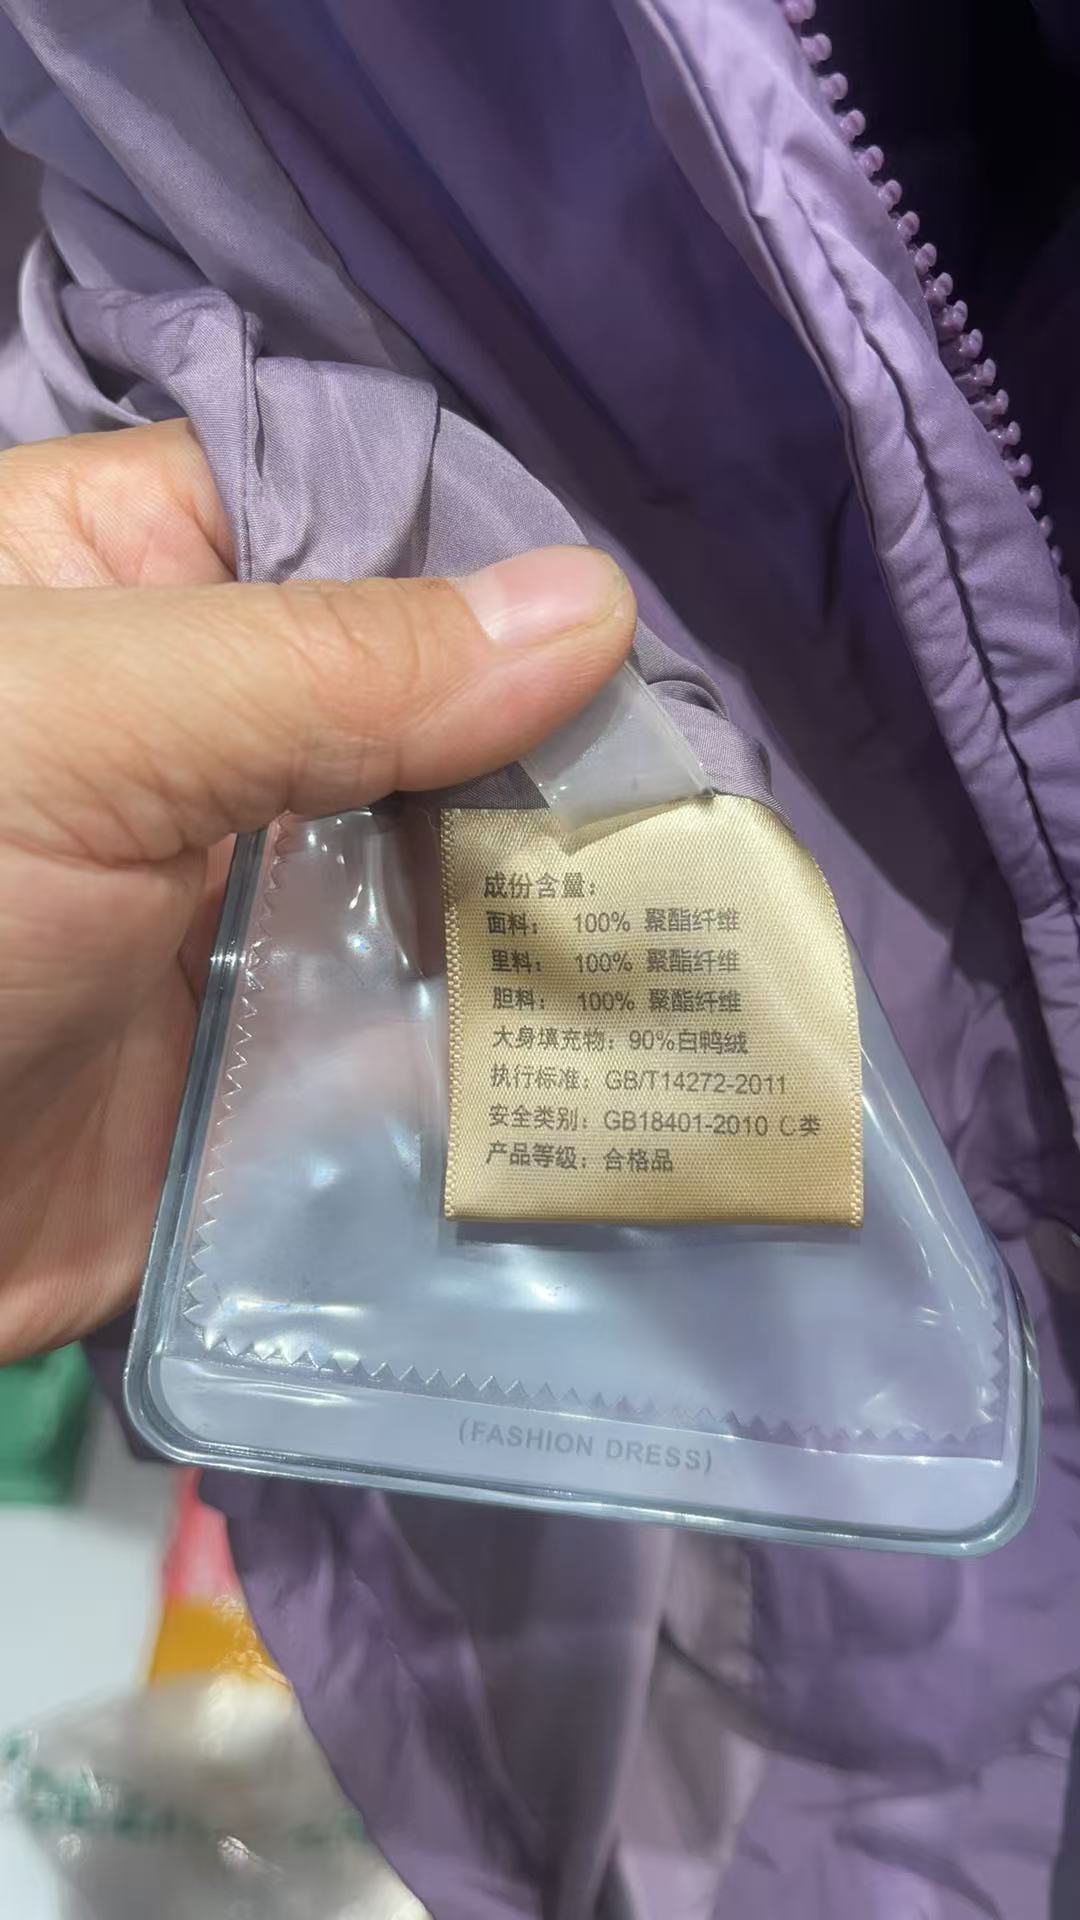 成份含量：
面料： 100% 聚酯纤维
里料： 100% 聚酯纤维
胆料： 100% 聚酯纤维
大身填充物：90%白鸭绒
执行标准：GB/T14272-2011
安全类别：GB18401-2010 C类
产品等级：合格品
(FASHION DRESS)